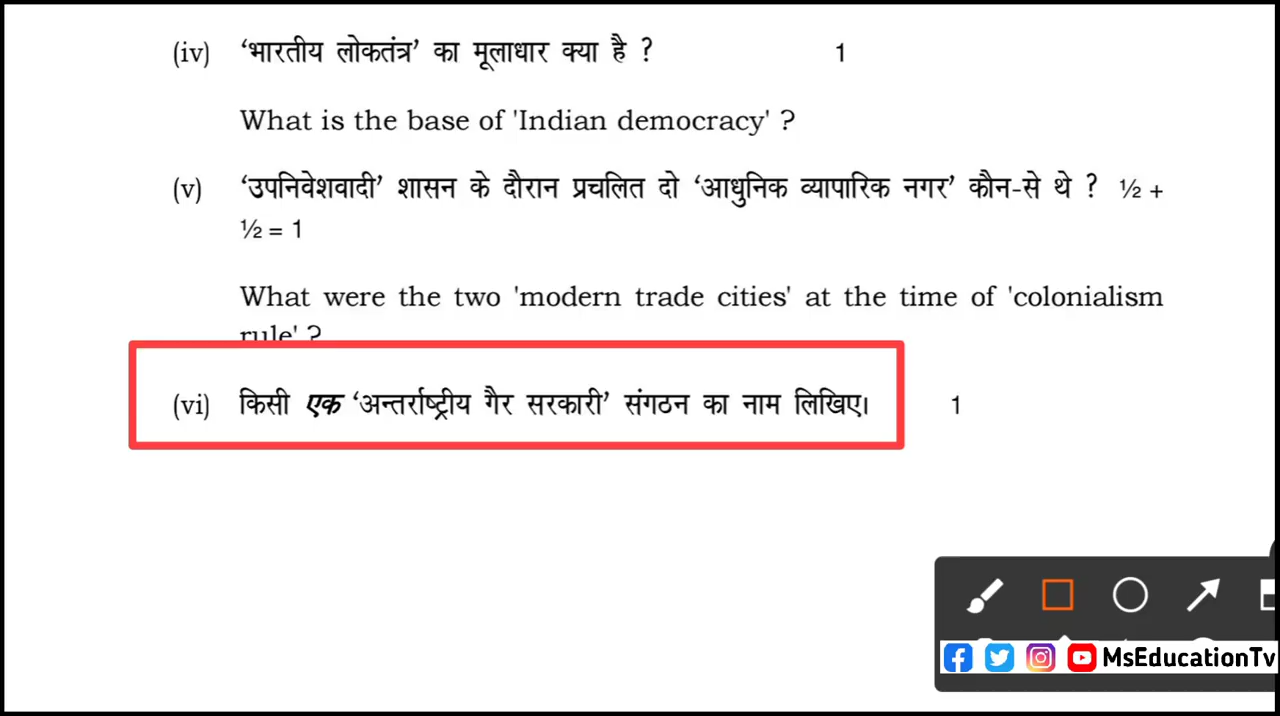 (iv) ‘भारतीय लोकतंत्र’ का मूलाधार क्या है ? 1
What is the base of 'Indian democracy' ?
(v) ‘उपनिवेशवादी’ शासन के दौरान प्रचलित दो ‘आधुनिक व्यापारिक नगर’ कौन-से थे ? ½ +
½ = 1
What were the two 'modern trade cities' at the time of 'colonialism
rule' ?
(vi) किसी एक ‘अन्तर्राष्ट्रीय गैर सरकारी’ संगठन का नाम लिखिए। 1
MsEducationTv